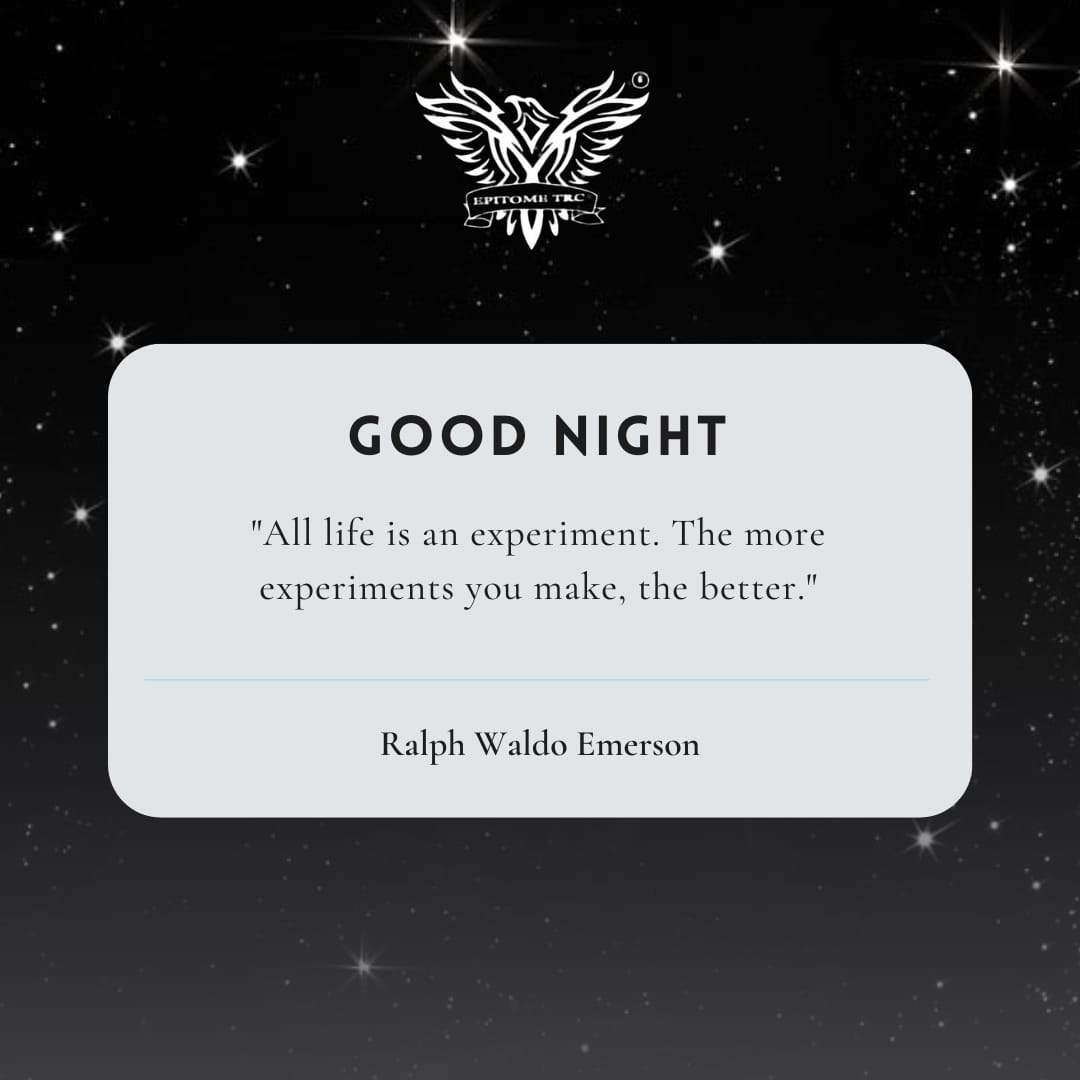 EPITOME TRC
GOOD NIGHT
"All life is an experiment. The more
experiments you make, the better."
Ralph Waldo Emerson